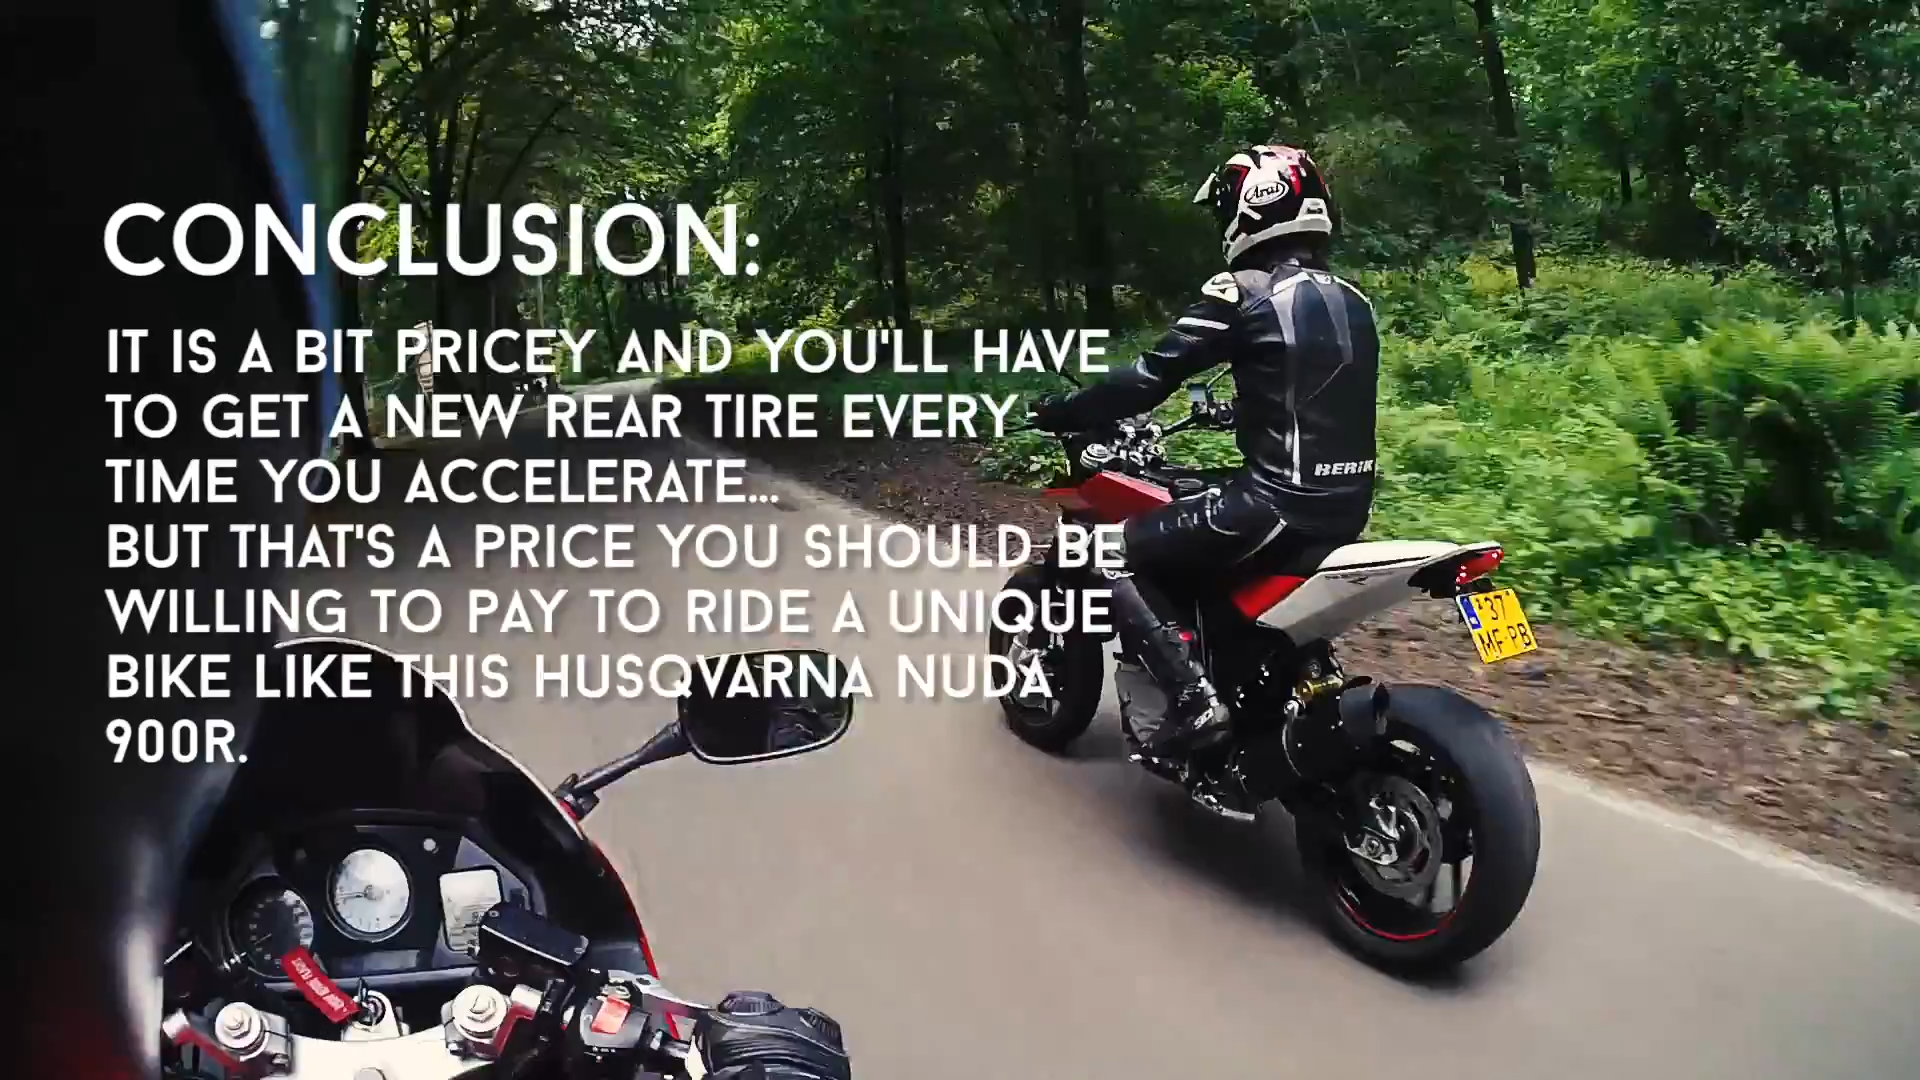 CONCLUSION:
IT IS A BIT PRICEY AND YOU'LL HAVE
TO GET A NEW REAR TIRE EVERY
TIME YOU ACCELERATE...
BUT THAT'S A PRICE YOU SHOULD BE
WILLING TO PAY TO RIDE A UNIQUE
BIKE LIKE THIS HUSQVARNA NUDA
900R.
Arai
BERIK
37
MF-PB